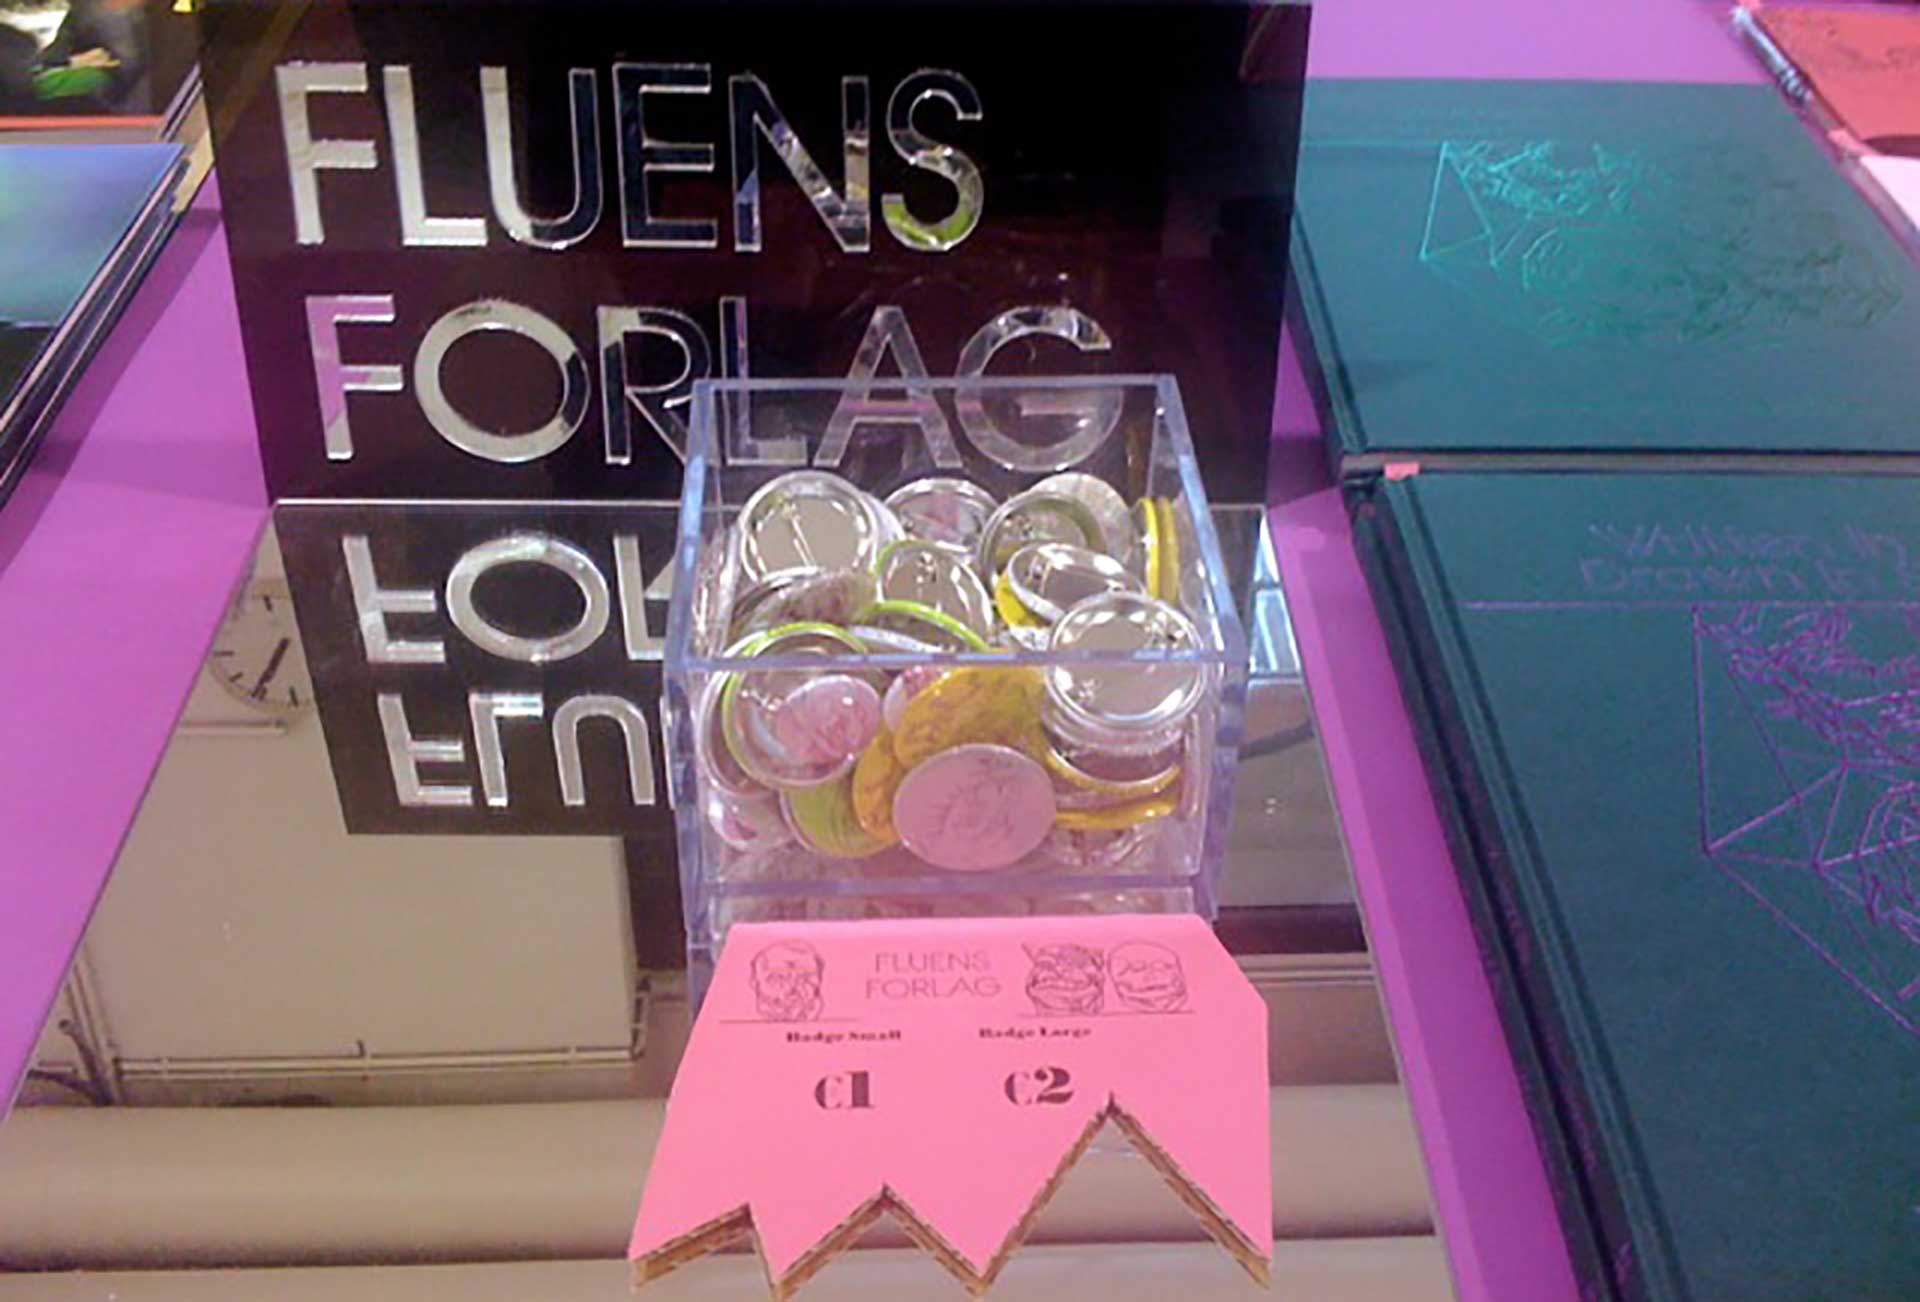 FLUENS
FORLAG
FLUENS
FORLAG
Badge Small
Badge Large
€1
€2